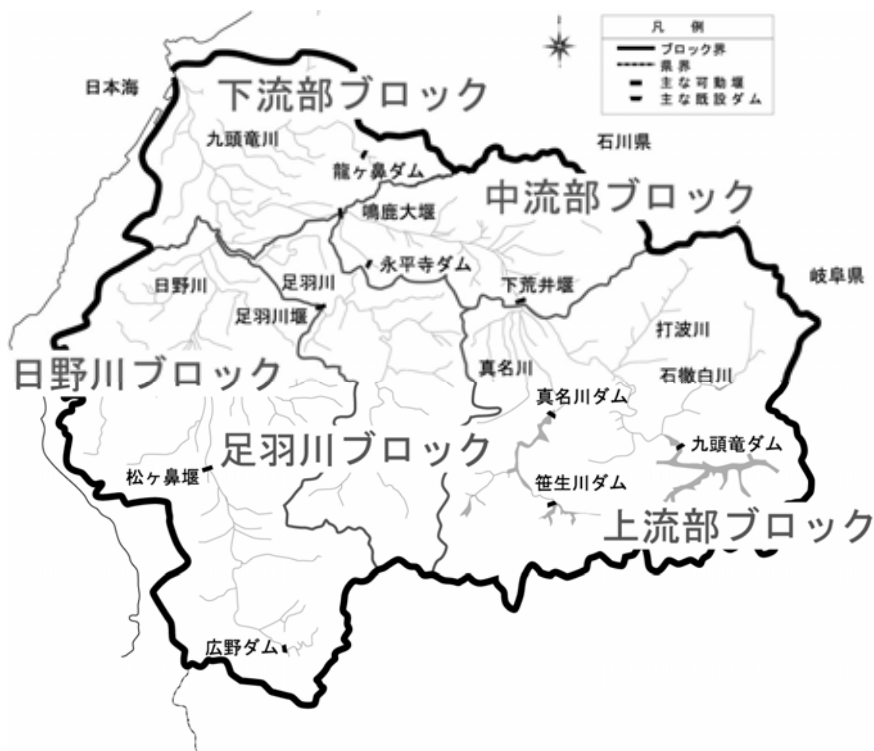 凡 例
ブロック界
県界
主な可動堰
主な既設ダム
日本海
下流部ブロック
九頭竜川
石川県
龍ヶ鼻ダム
中流部ブロック
鳴鹿大堰
永平寺ダム
日野川
足羽川
下荒井堰
岐阜県
足羽川堰
打波川
日野川ブロック
真名川
石徹白川
真名川ダム
足羽川ブロック
九頭竜ダム
松ヶ鼻堰
笹生川ダム
上流部ブロック
広野ダム